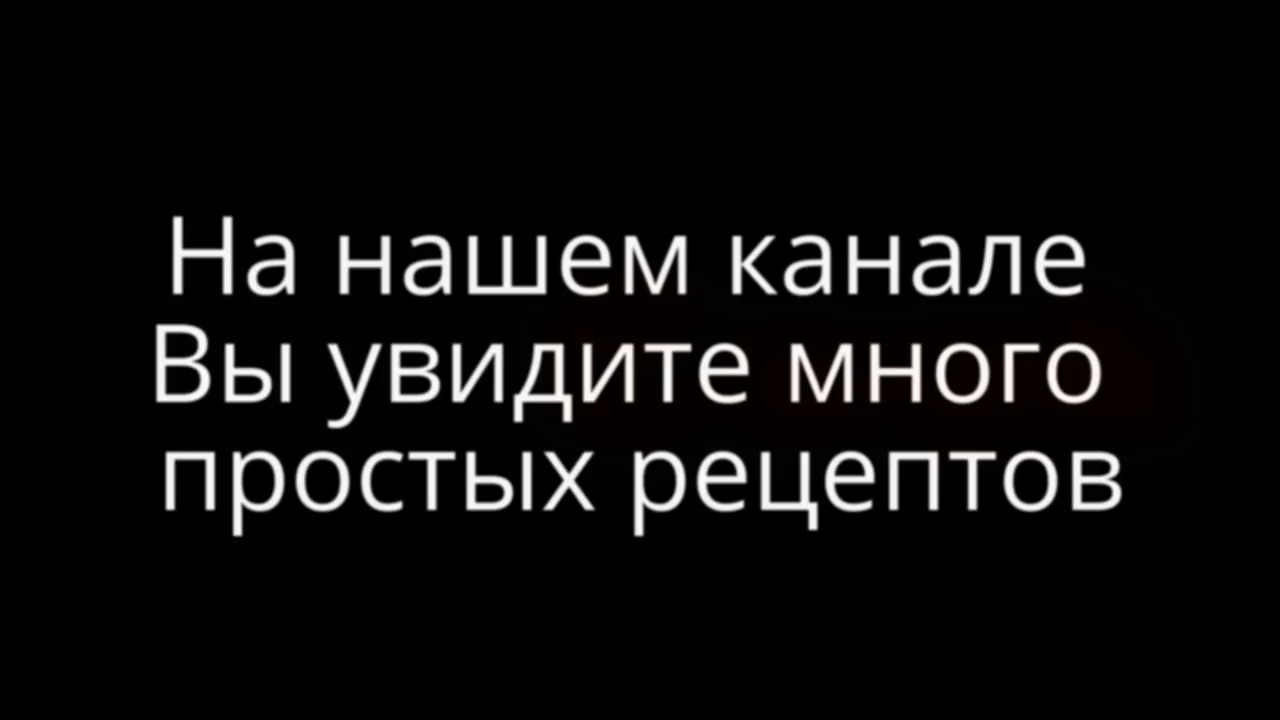 На нашем канале
Вы увидите много
простых рецептов